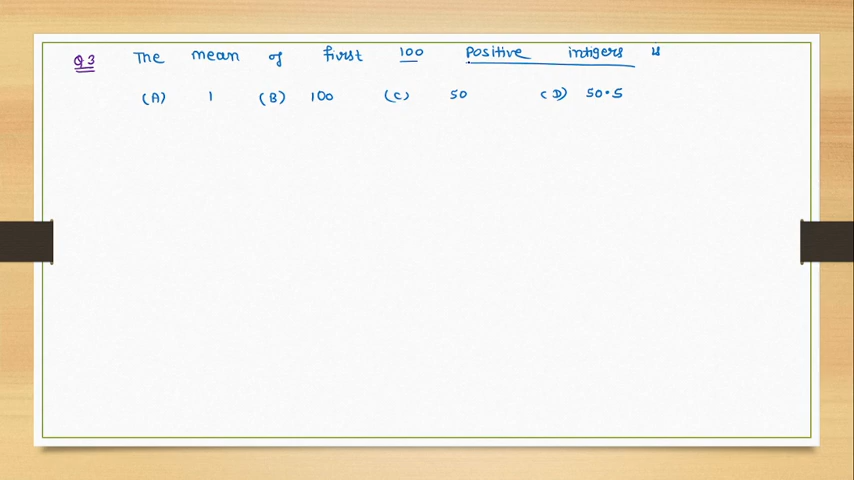 Q3 The mean of first 100 positive intigers is
(A) 1 (B) 100 (C) 50 (D) 50.5